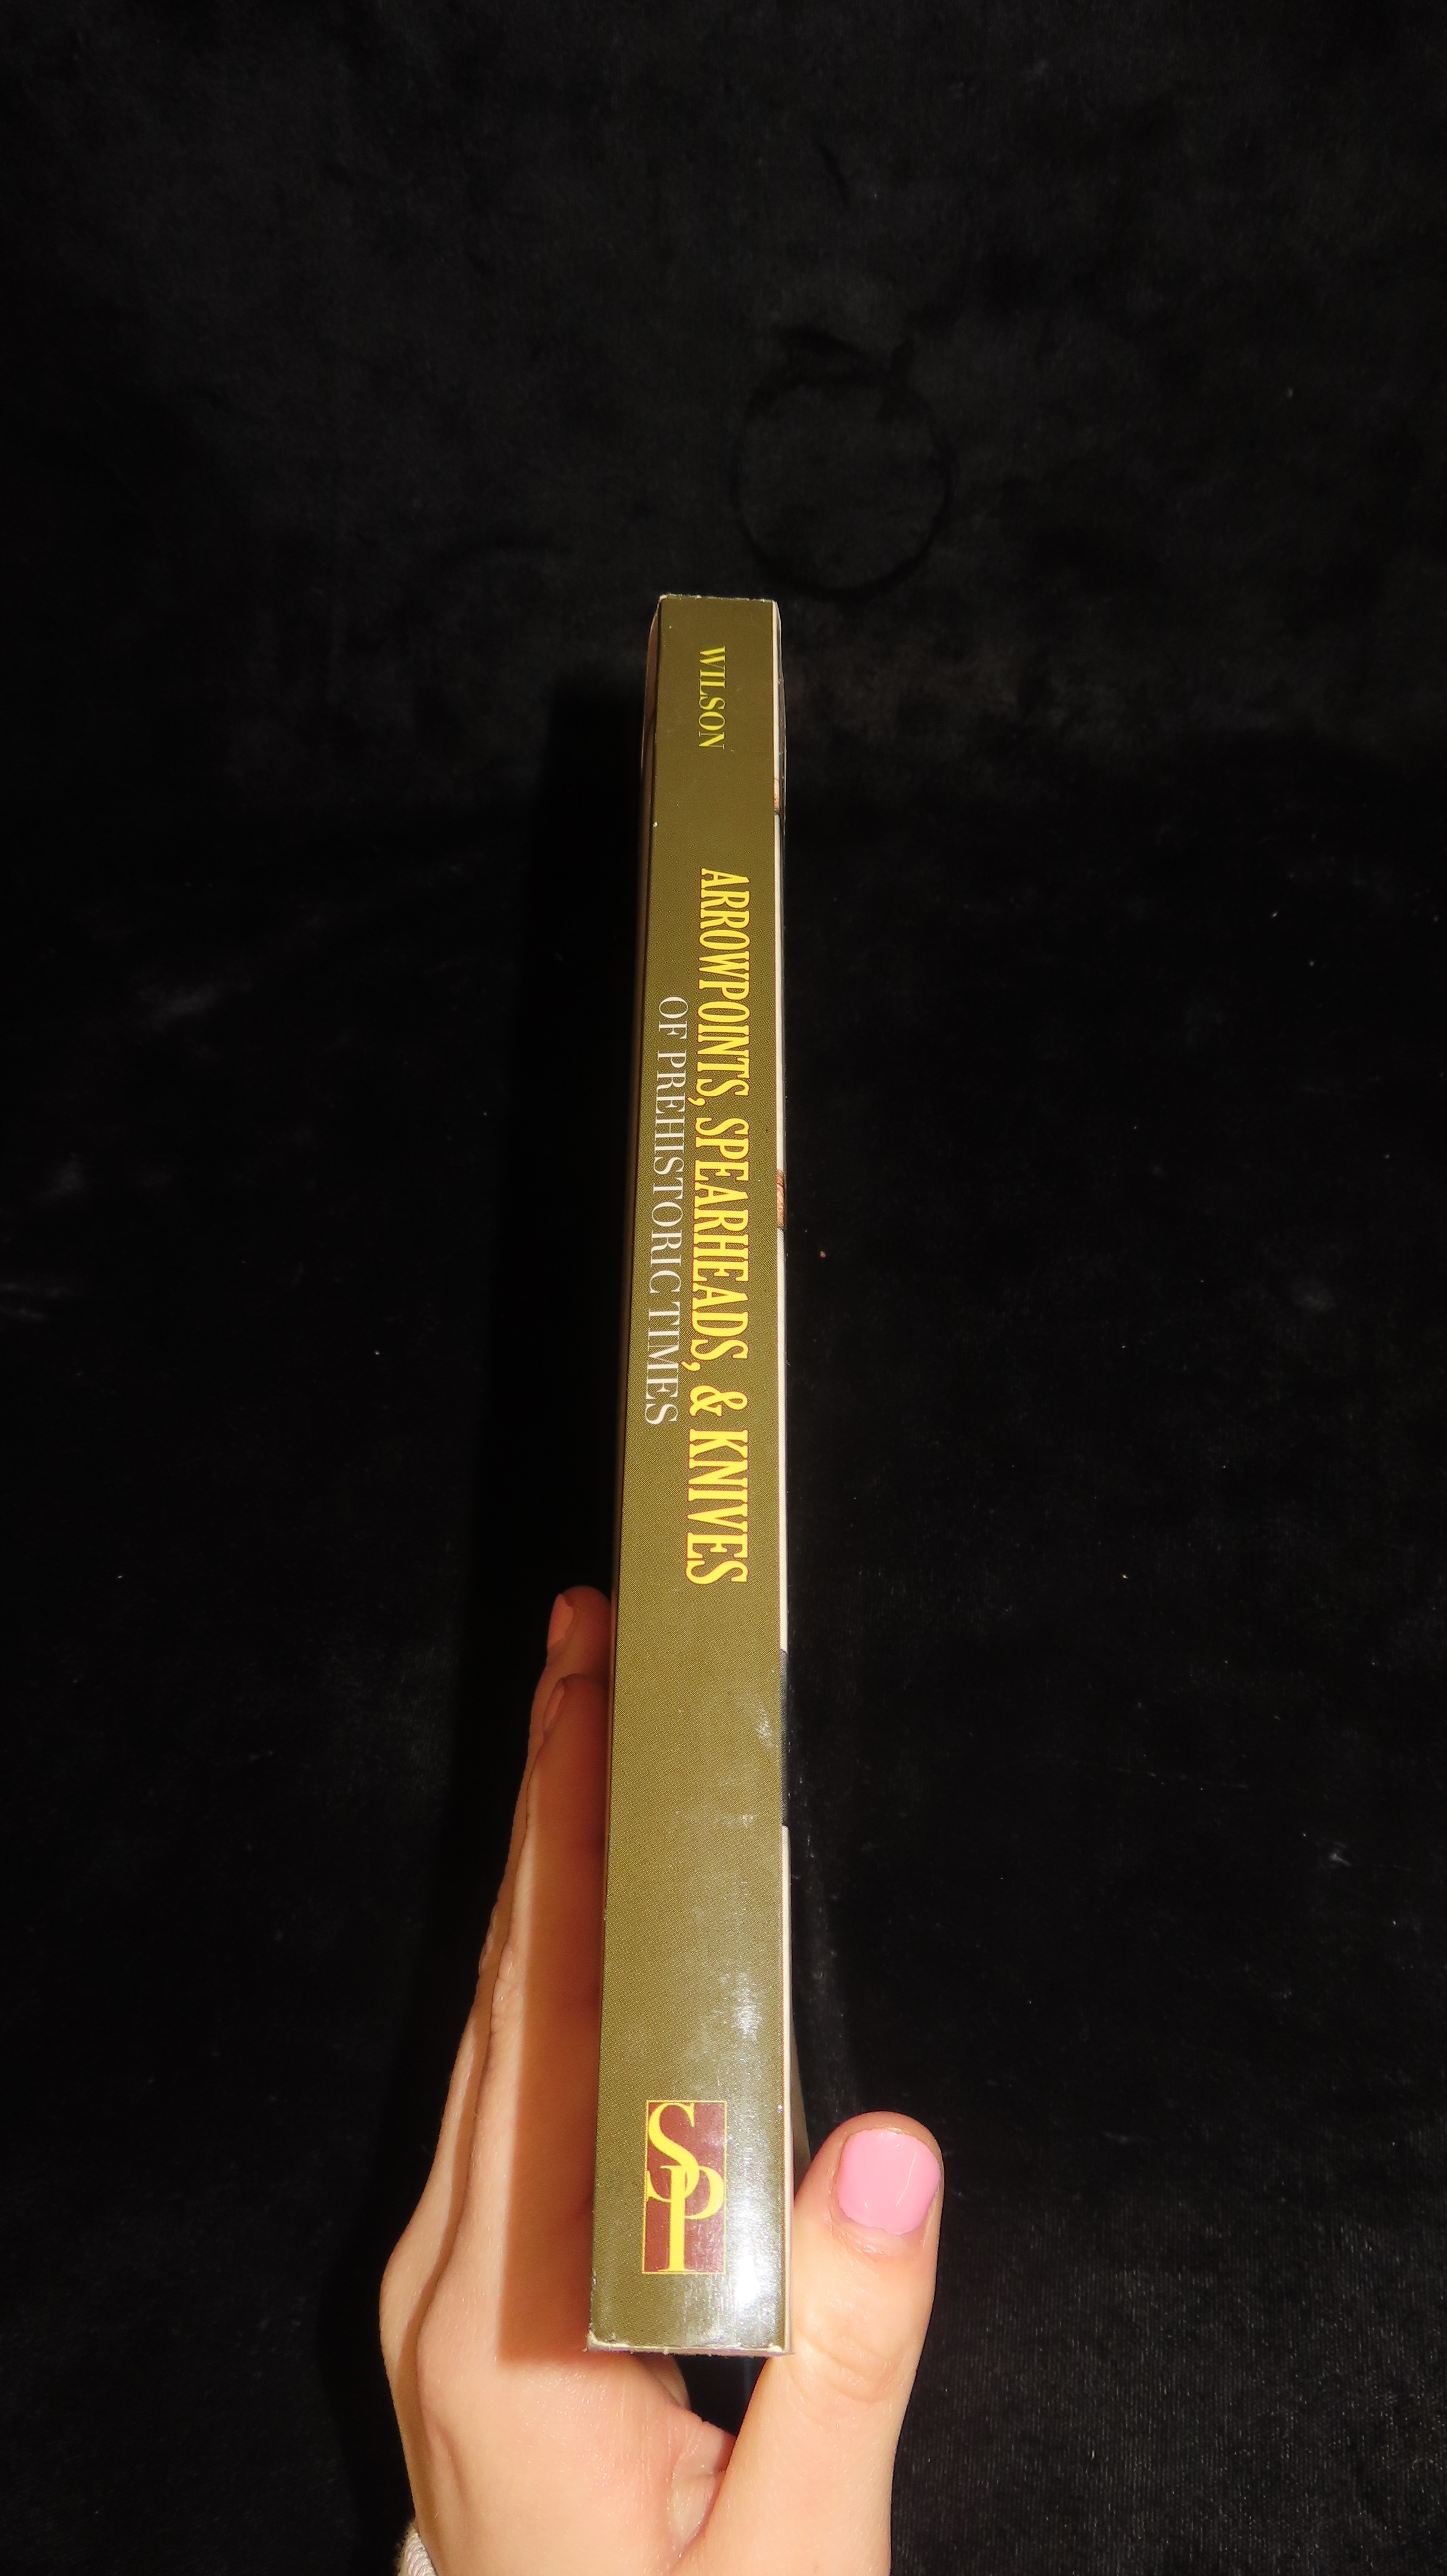 WILSON
ARROWPOINTS, SPEARHEADS, & KNIVES
OF PREHISTORIC TIMES
SP